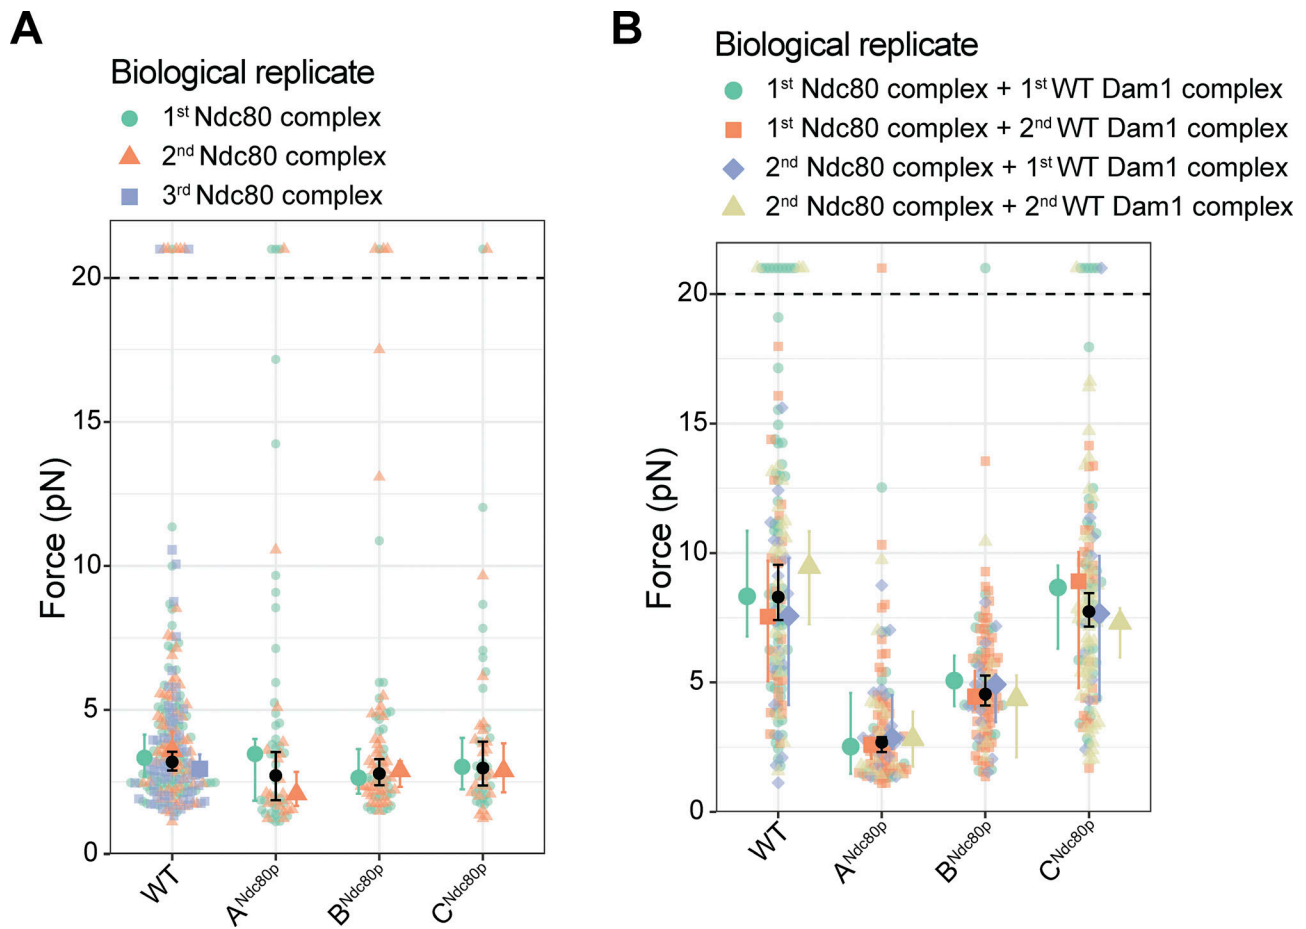 A
Biological replicate
1st Ndc80 complex
2nd Ndc80 complex
3rd Ndc80 complex
Force (pN)
20
15
10
5
0
WT
ANdc80p
BNdc80p
CNdc80p
B
Biological replicate
1st Ndc80 complex + 1st WT Dam1 complex
1st Ndc80 complex + 2nd WT Dam1 complex
2nd Ndc80 complex + 1st WT Dam1 complex
2nd Ndc80 complex + 2nd WT Dam1 complex
Force (pN)
20
15
10
5
0
WT
ANdc80p
BNdc80p
CNdc80p